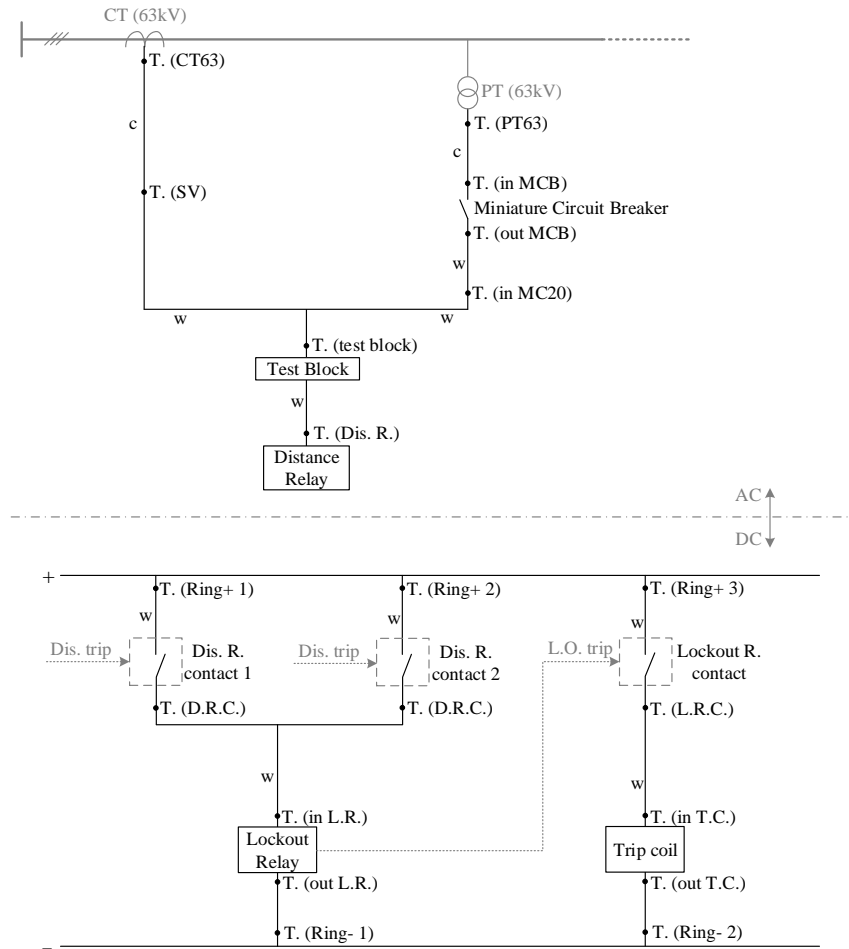 CT (63kV)
T. (CT63)
PT (63kV)
c
T. (PT63)
c
T. (SV)
T. (in MCB)
Miniature Circuit Breaker
T. (out MCB)
w
T. (in MC20)
w
w
T. (test block)
Test Block
w
T. (Dis. R.)
Distance
Relay
AC
DC
+
T. (Ring+ 1)
T. (Ring+ 2)
T. (Ring+ 3)
w
w
w
Dis. trip
Dis. R.
contact 1
Dis. trip
Dis. R.
contact 2
L.O. trip
Lockout R.
contact
T. (D.R.C.)
T. (D.R.C.)
T. (L.R.C.)
w
w
T. (in L.R.)
T. (in T.C.)
Lockout
Relay
Trip coil
T. (out L.R.)
T. (out T.C.)
T. (Ring- 1)
T. (Ring- 2)
–